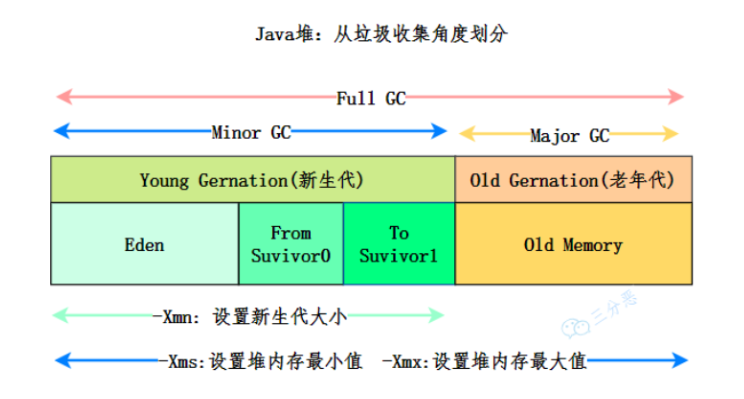 Java堆：从垃圾收集角度划分
Full GC
Minor GC
Major GC
Young Gernation(新生代)
Old Gernation(老年代)
Eden
From
Suvivor0
To
Suvivor1
Old Memory
-Xmn: 设置新生代大小
三分恶
-Xms:设置堆内存最小值 -Xmx:设置堆内存最大值